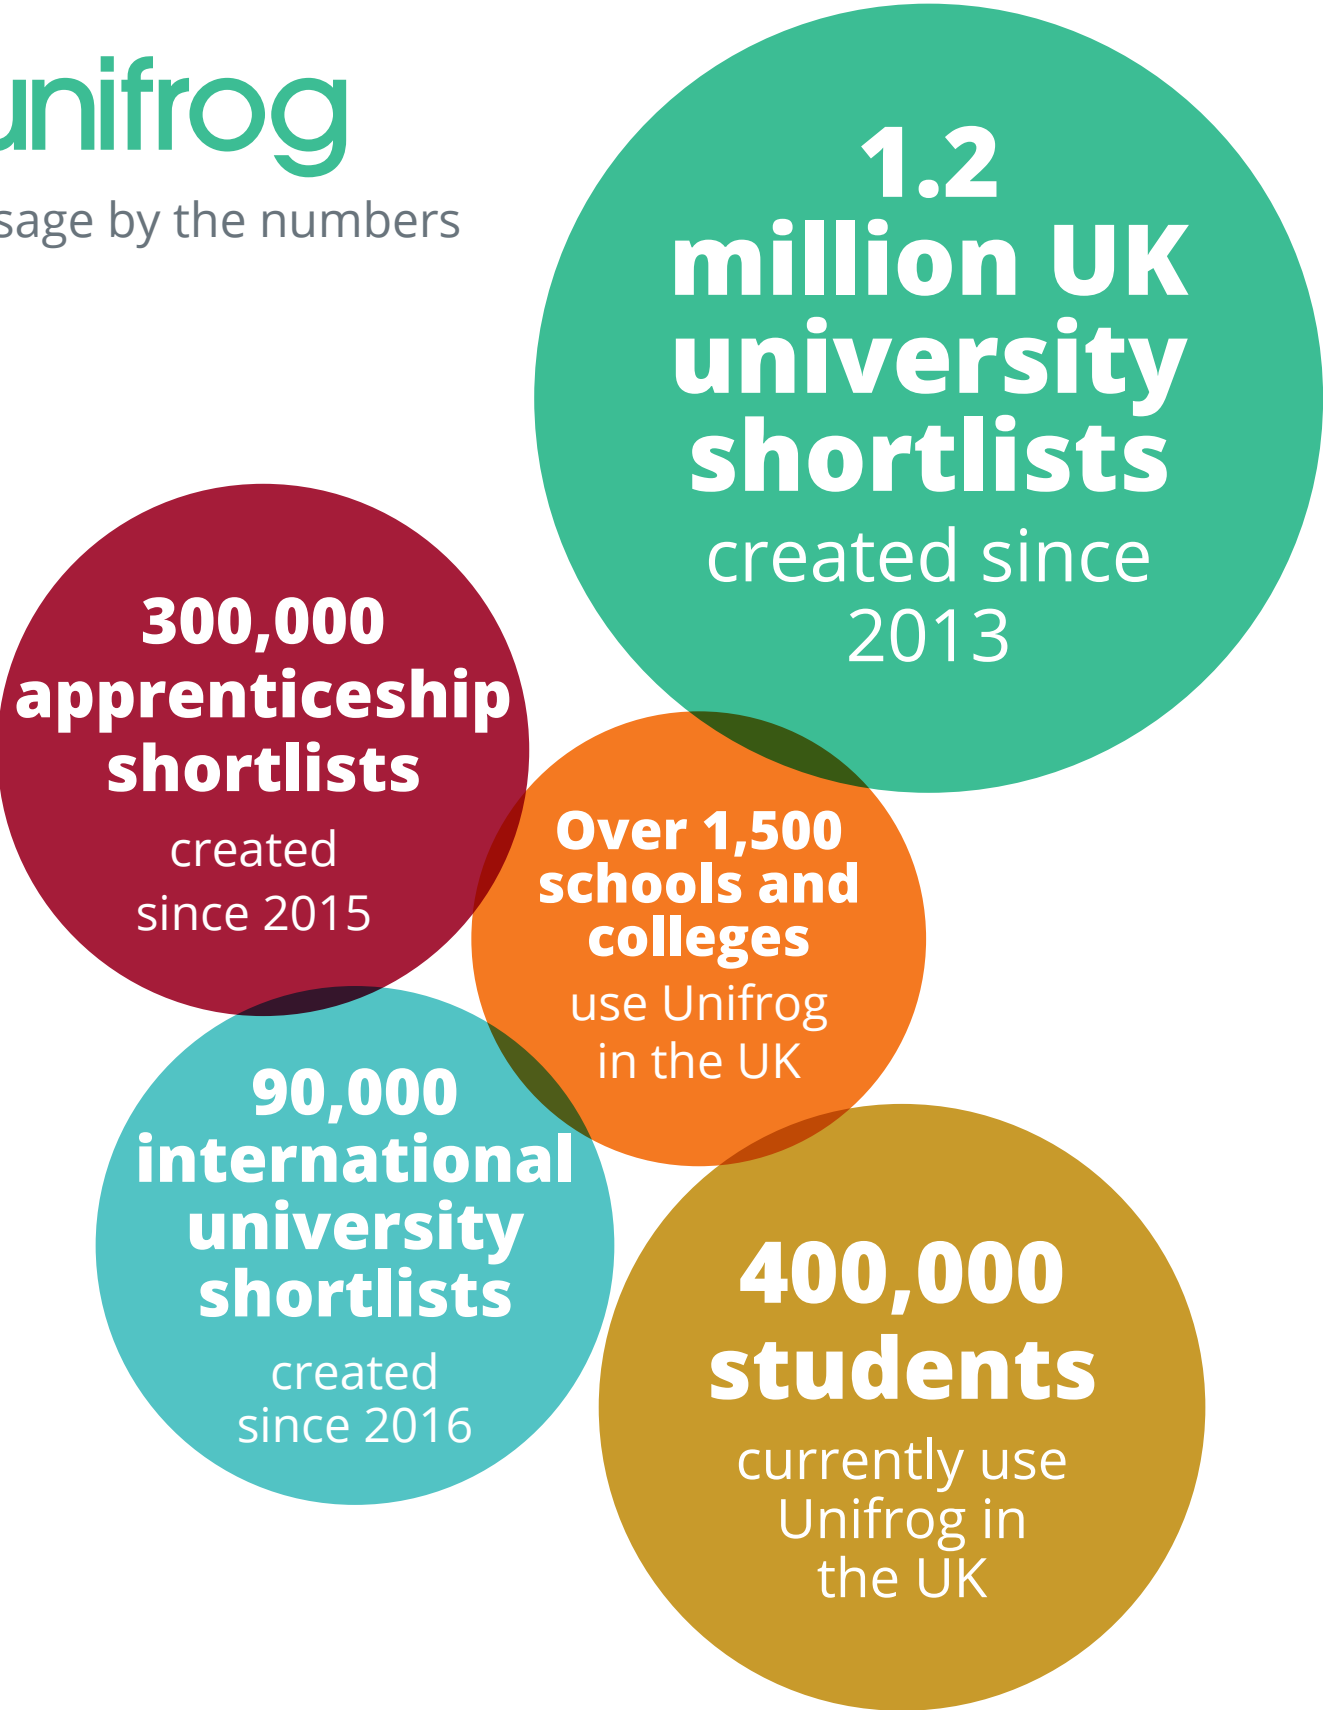 unifrog
sage by the numbers
1.2
million UK
university
shortlists
created since
2013
300,000
apprenticeship
shortlists
created
since 2015
Over 1,500
schools and
colleges
use Unifrog
in the UK
90,000
international
university
shortlists
created
since 2016
400,000
students
currently use
Unifrog in
the UK